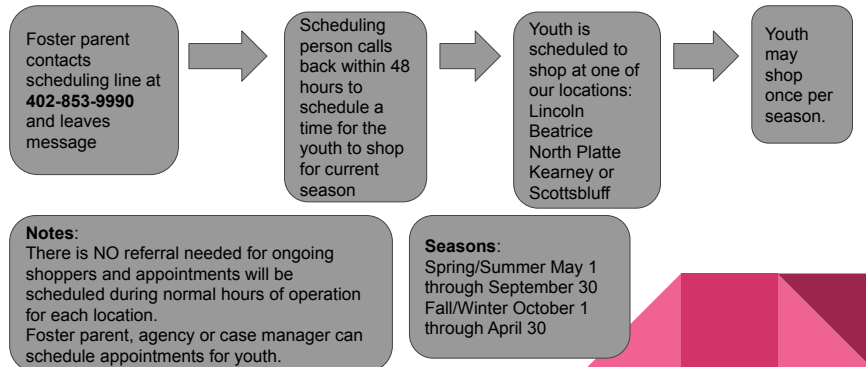 Foster parent
contacts
scheduling line at
402-853-9990
and leaves
message
Scheduling
person calls
back within 48
hours to
schedule a
time for the
youth to shop
for current
season
Youth is
scheduled to
shop at one of
our locations:
Lincoln
Beatrice
North Platte
Kearney or
Scottsbluff
Youth
may
shop
once per
season.
Notes:
There is NO referral needed for ongoing
shoppers and appointments will be
scheduled during normal hours of operation
for each location.
Foster parent, agency or case manager can
schedule appointments for youth.
Seasons:
Spring/Summer May 1
through September 30
Fall/Winter October 1
through April 30